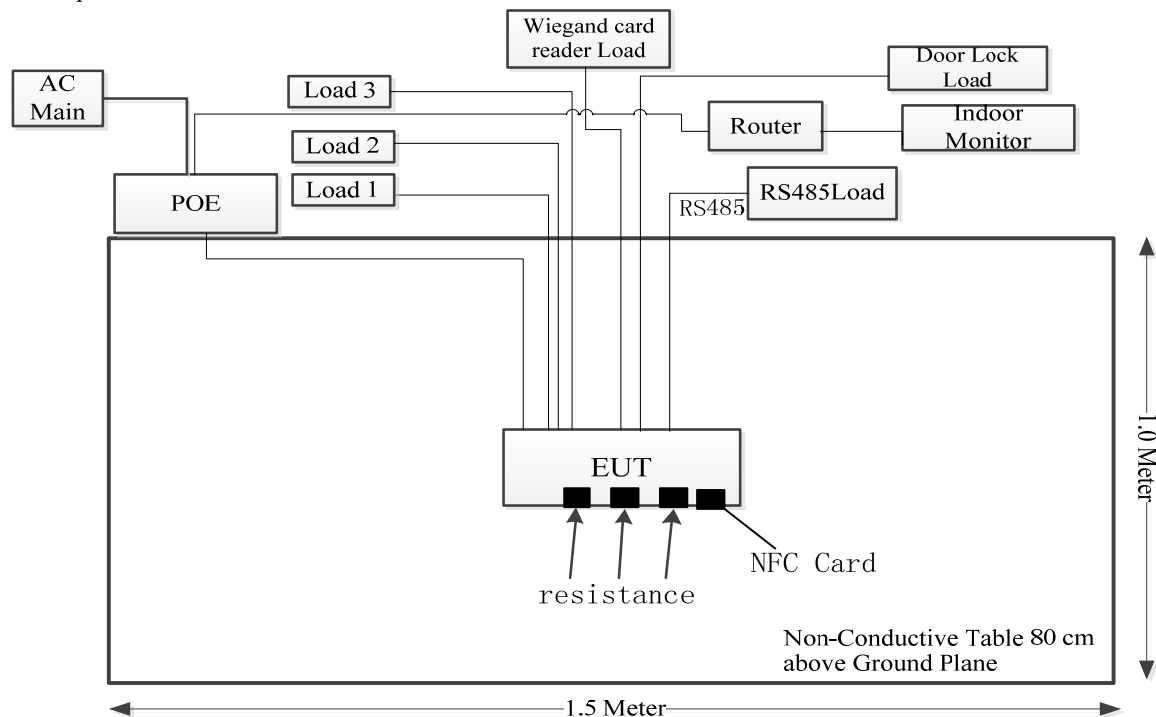 Wiegand card
reader Load
Door Lock
Load
AC
Main
Load 3
Router
Indoor
Monitor
Load 2
Load 1
POE
RS485
RS485Load
EUT
NFC Card
resistance
Non-Conductive Table 80 cm
above Ground Plane
1.0 Meter
1.5 Meter